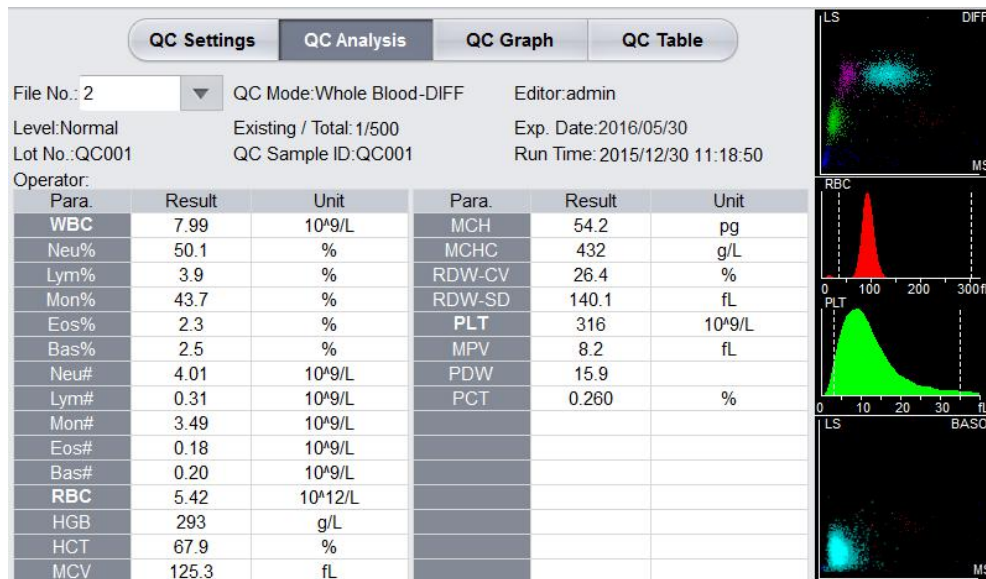 QC Settings QC Analysis QC Graph QC Table
File No.: 2 QC Mode:Whole Blood-DIFF Editor:admin
Level:Normal Existing / Total: 1/500 Exp. Date:2016/05/30
Lot No.:QC001 QC Sample ID:QC001 Run Time: 2015/12/30 11:18:50
Operator:
Para. Result Unit Para. Result Unit
WBC 7.99 10^9/L MCH 54.2 pg
Neu% 50.1 % MCHC 432 g/L
Lym% 3.9 % RDW-CV 26.4 %
Mon% 43.7 % RDW-SD 140.1 fL
Eos% 2.3 % PLT 316 10^9/L
Bas% 2.5 % MPV 8.2 fL
Neu# 4.01 10^9/L PDW 15.9
Lym# 0.31 10^9/L PCT 0.260 %
Mon# 3.49 10^9/L
Eos# 0.18 10^9/L
Bas# 0.20 10^9/L
RBC 5.42 10^12/L
HGB 293 g/L
HCT 67.9 %
MCV 125.3 fL
LS DIFF
MS
RBC
0 100 200 300 fL
PLT
0 10 20 30 fL
LS BASO
MS